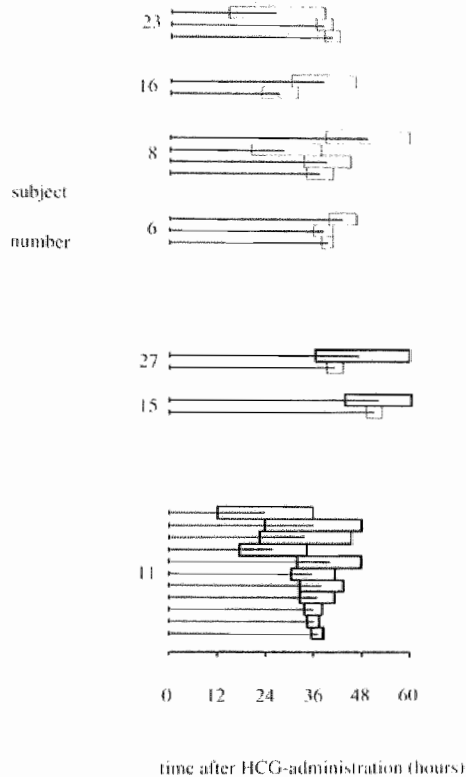 23
16
8
subject
number
6
27
15
11
0 12 24 36 48 60
time after HCG-administration (hours)